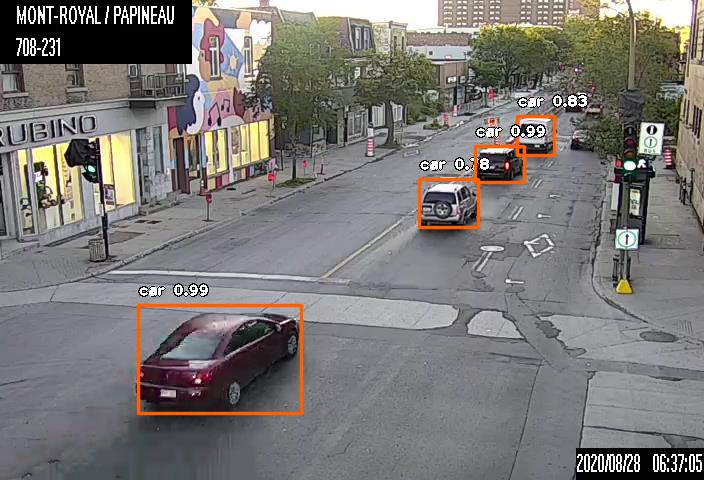 MONT-ROYAL / PAPINEAU
708-231
car 0.83
car 0.99
car 0.78
RUBINO
BUS
car 0.99
2020/08/28 06:37:05